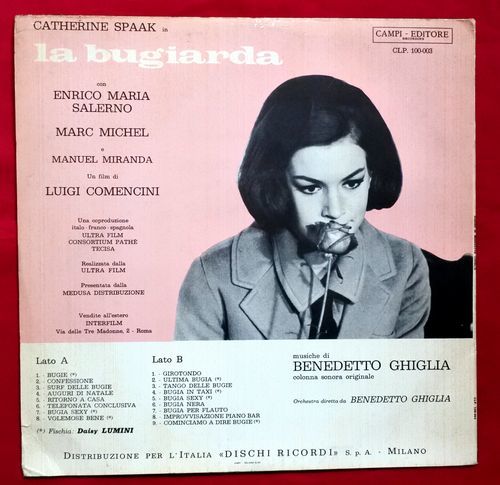 CATHERINE SPAAK in
la bugiarda
con
ENRICO MARIA
SALERNO
MARC MICHEL
e
MANUEL MIRANDA
Un film di
LUIGI COMENCINI
Una coproduzione
italo - franco - spagnola
ULTRA FILM
CONSORTIUM PATHÉ
TECISA
Realizzata dalla
ULTRA FILM
Presentata dalla
MEDUSA DISTRIBUZIONE
Vendite all'estero
INTERFILM
Via delle Tre Madonne, 2 - Roma
CAMPI - EDITORE
RECORDING
CLP. 100-003
Lato A
1. - BUGIE (*)
2. - CONFESSIONE
3. - SURF DELLE BUGIE
4. - AUGURI DI NATALE
5. - RITORNO A CASA
6. - TELEFONATA CONCLUSIVA
7. - BUGIA SEXY (*)
8. - VOLEMOSE BENE (*)
(*) Fischia: Daisy LUMINI
Lato B
1. - GIROTONDO
2. - ULTIMA BUGIA (*)
3. - TANGO DELLE BUGIE
4. - BUGIA IN TAXI (*)
5. - BUGIA SEXY (*)
6. - BUGIA NERA
7. - BUGIA PER FLAUTO
8. - IMPROVVISAZIONE PIANO BAR
9. - COMINCIAMO A DIRE BUGIE (*)
musiche di
BENEDETTO GHIGLIA
colonna sonora originale
Orchestra diretta da BENEDETTO GHIGLIA
DISTRIBUZIONE PER L'ITALIA «DISCHI RICORDI» S. p. A. - MILANO